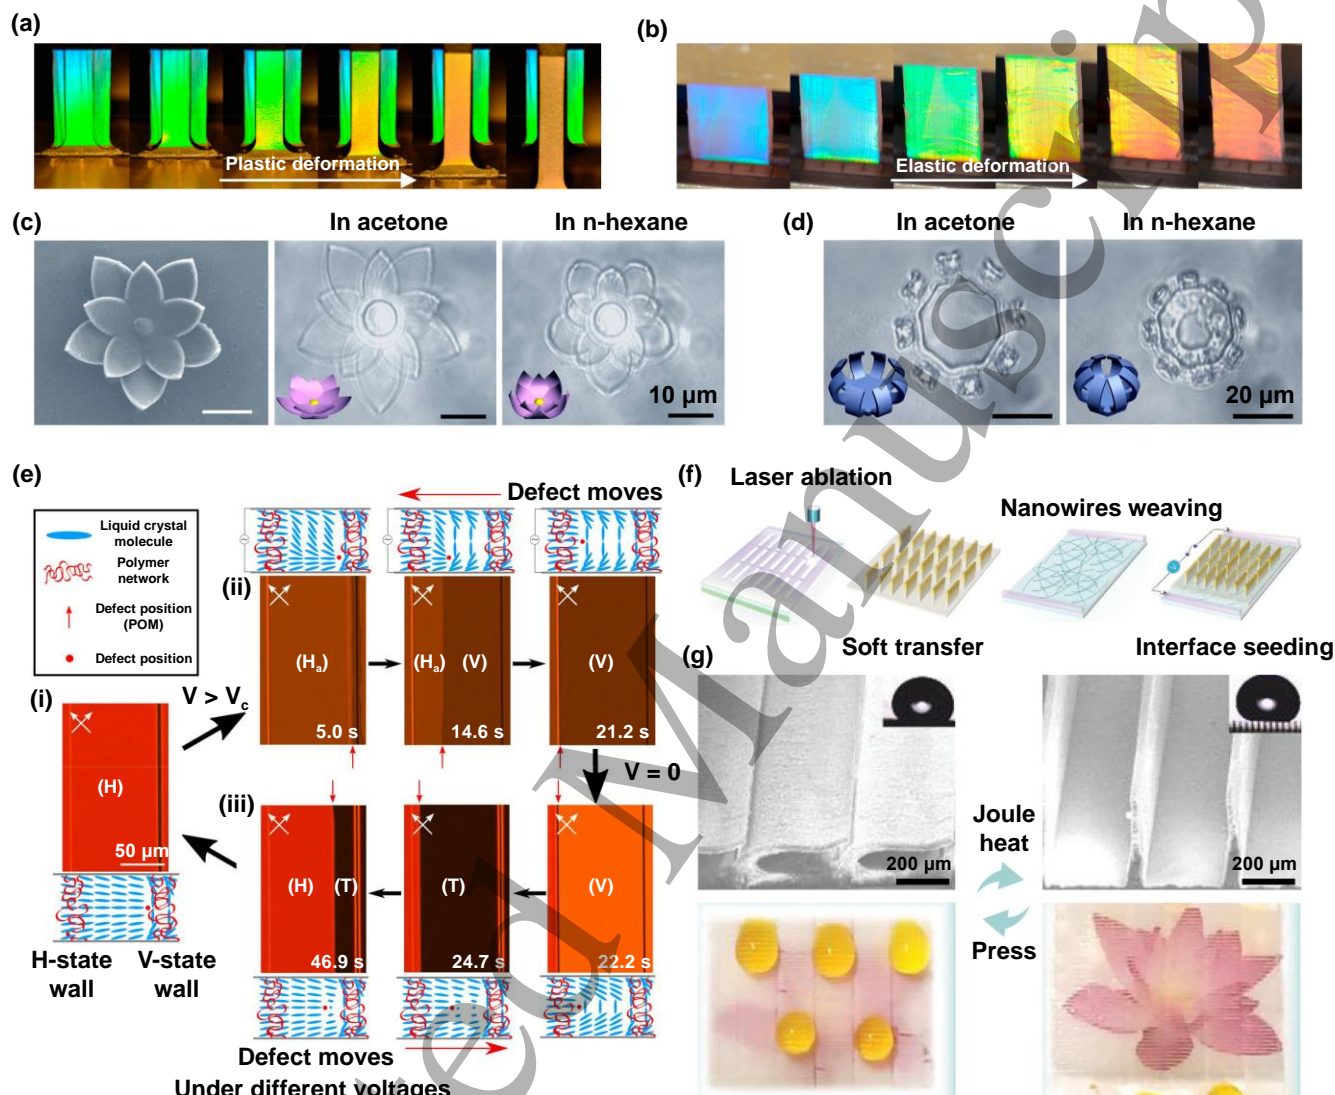 (a)
(b)
Plastic deformation
Elastic deformation
(c)
In acetone
In n-hexane
(d)
In acetone
In n-hexane
10 µm
20 µm
(e)
Defect moves
Liquid crystal
molecule
Polymer
network
Defect position
(POM)
Defect position
(ii)
(Hₐ)
5.0 s
(Hₐ)
(V)
14.6 s
(V)
21.2 s
(i)
V > V꜀
(H)
50 µm
V = 0
(iii)
(H)
(T)
46.9 s
(T)
24.7 s
(V)
22.2 s
H-state
wall
V-state
wall
Defect moves
Under different voltages
(f)
Laser ablation
Nanowires weaving
Soft transfer
Interface seeding
(g)
200 µm
Joule
heat
Press
200 µm
ted Manuscrip